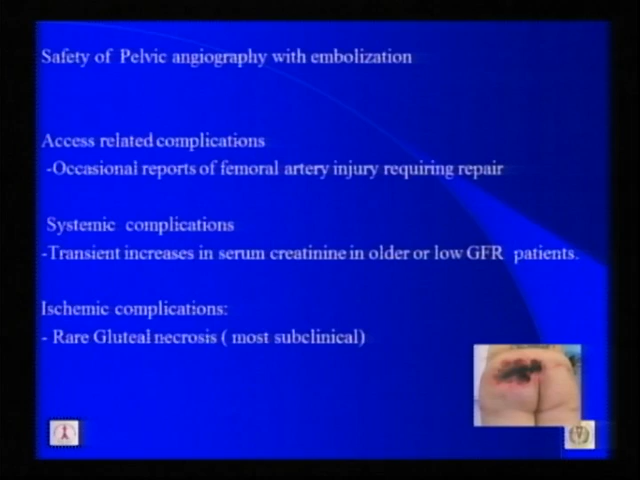 Safety of Pelvic angiography with embolization
Access related complications
-Occasional reports of femoral artery injury requiring repair
Systemic complications
-Transient increases in serum creatinine in older or low GFR patients.
Ischemic complications:
- Rare Gluteal necrosis ( most subclinical)